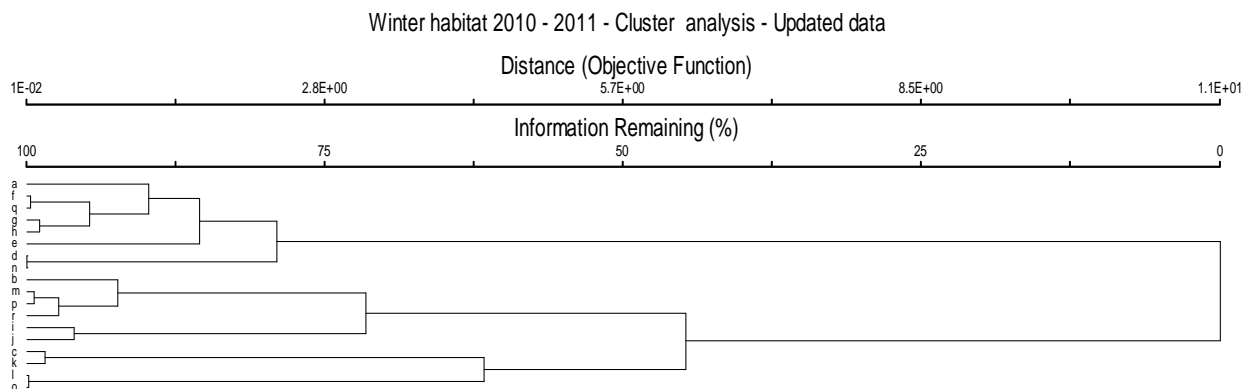 Winter habitat 2010 - 2011 - Cluster analysis - Updated data
Distance (Objective Function)
1E-02 2.8E+00 5.7E+00 8.5E+00 1.1E+01
Information Remaining (%)
100 75 50 25 0
a
f
q
g
h
e
d
n
b
m
p
r
i
j
c
k
l
o